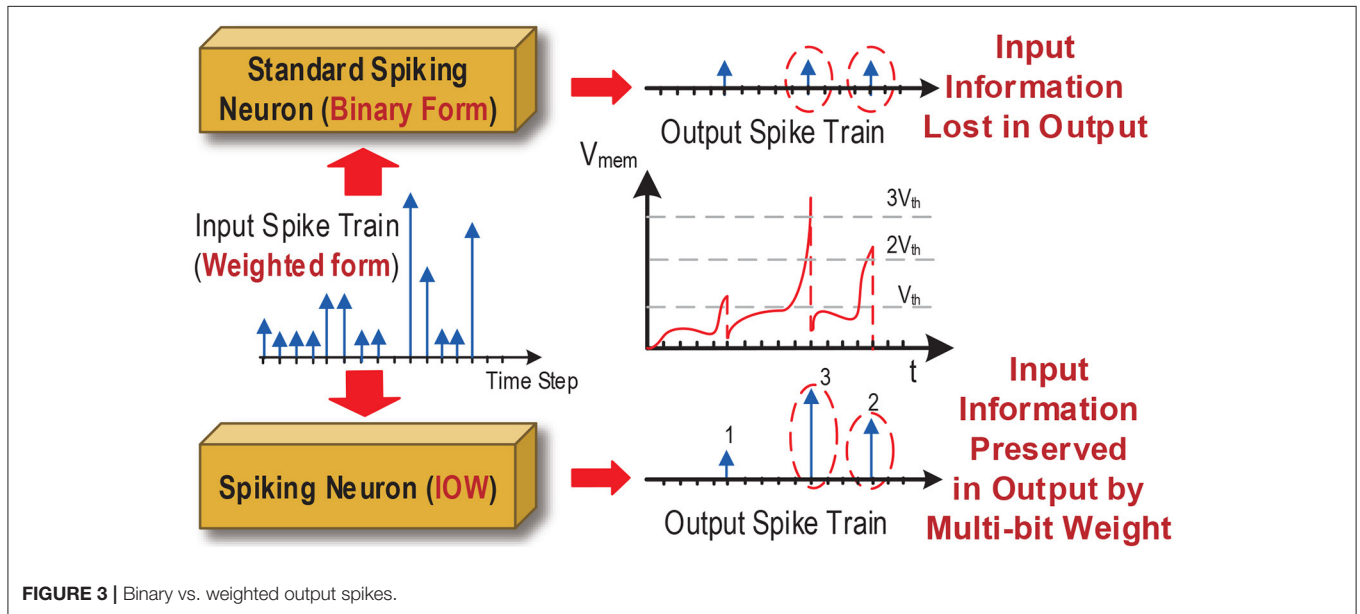 Standard Spiking
Neuron (Binary Form)
Output Spike Train
Input
Information
Lost in Output
Input Spike Train
(Weighted form)
Time Step
Vmem
3Vth
2Vth
Vth
t
Spiking Neuron (IOW)
1
3
2
Output Spike Train
Input
Information
Preserved
in Output by
Multi-bit Weight
FIGURE 3 | Binary vs. weighted output spikes.